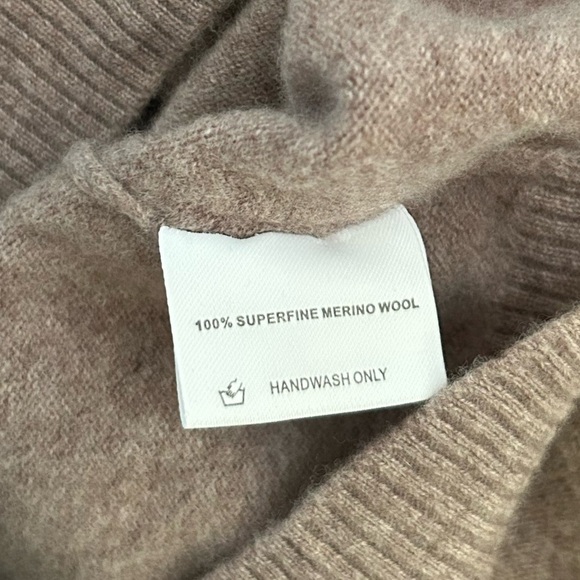 100% SUPERFINE MERINO WOOL
HANDWASH ONLY